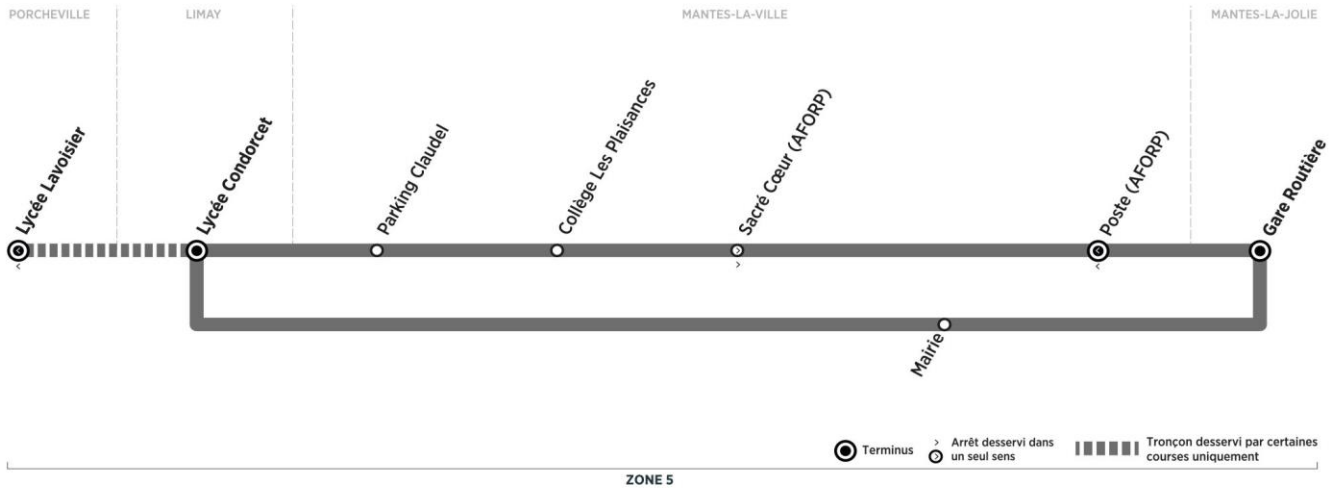 PORCHEVILLE
LIMAY
MANTES-LA-VILLE
MANTES-LA-JOLIE
Lycée Lavoisier
Lycée Condorcet
Parking Claudel
Collège Les Plaisances
Sacré Cœur (AFORP)
Poste (AFORP)
Gare Routière
Mairie
Terminus
Arrêt desservi dans
un seul sens
Tronçon desservi par certaines
courses uniquement
ZONE 5